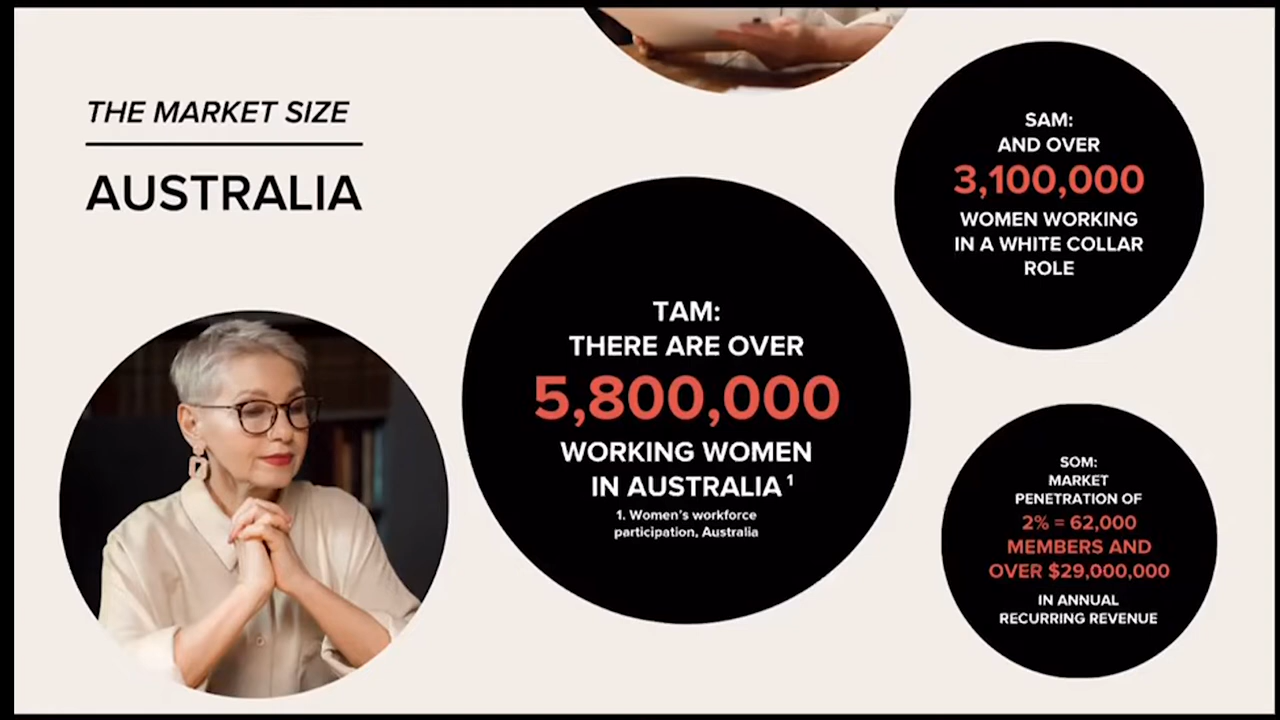 THE MARKET SIZE
AUSTRALIA
TAM:
THERE ARE OVER
5,800,000
WORKING WOMEN
IN AUSTRALIA ¹
1. Women's workforce
participation, Australia
SAM:
AND OVER
3,100,000
WOMEN WORKING
IN A WHITE COLLAR
ROLE
SOM:
MARKET
PENETRATION OF
2% = 62,000
MEMBERS AND
OVER $29,000,000
IN ANNUAL
RECURRING REVENUE